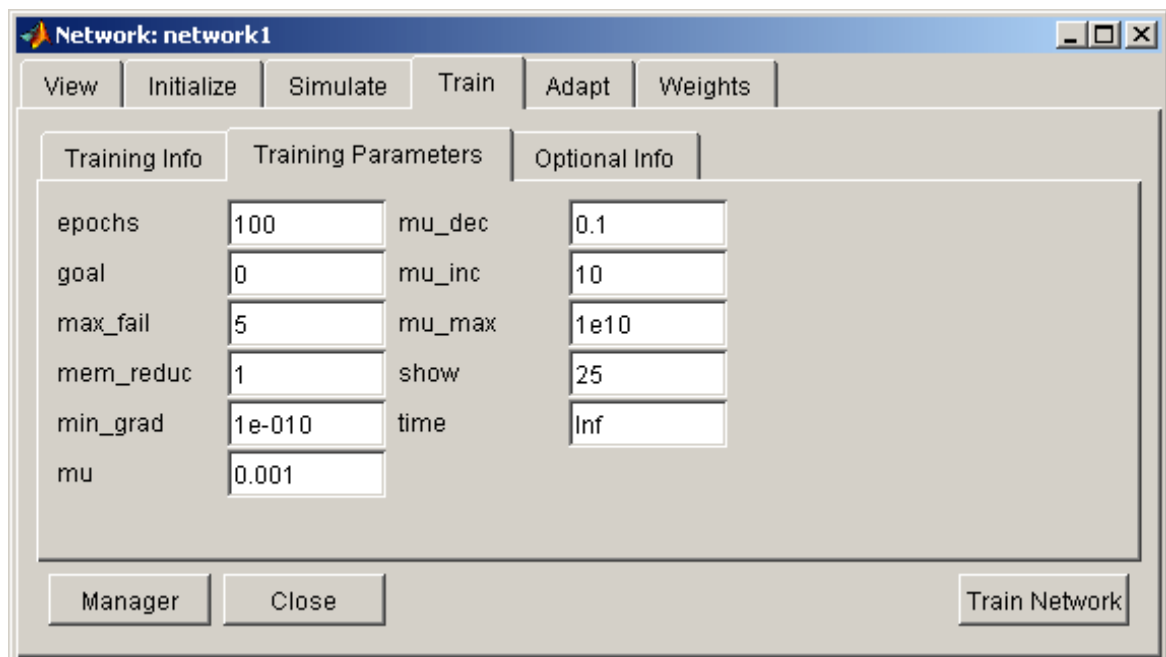 Network: network1
View Initialize Simulate Train Adapt Weights
Training Info Training Parameters Optional Info
epochs 100 mu_dec 0.1
goal 0 mu_inc 10
max_fail 5 mu_max 1e10
mem_reduc 1 show 25
min_grad 1e-010 time Inf
mu 0.001
Manager Close Train Network